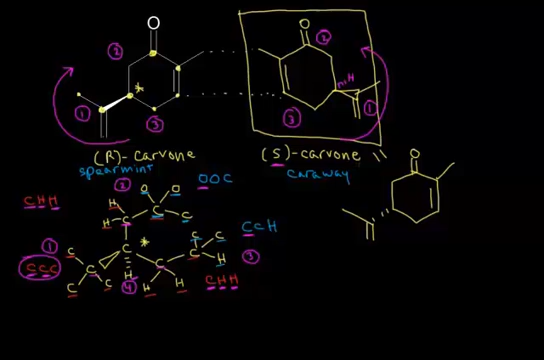 O
O
2
2
*
H
1
1
3
3
(R)-carvone
(S)-carvone
spearmint
caraway
O
2
OOC
CHH
O
O
H
H
C
C
C
CCH
*
1
C
C
C
C
C
C
3
CCC
C
C
H
C
C
H
4
H
H
CHH